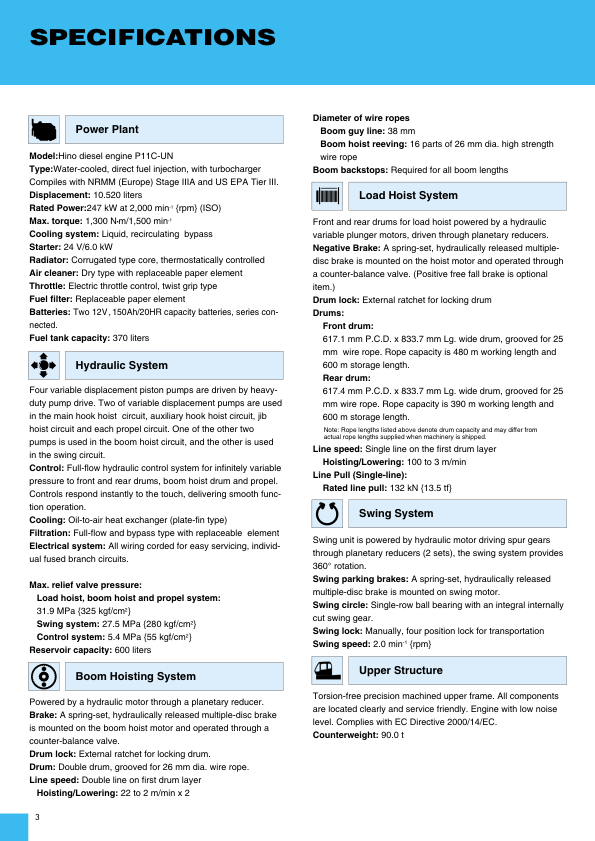 SPECIFICATIONS
Power Plant
Model:Hino diesel engine P11C-UN
Type:Water-cooled, direct fuel injection, with turbocharger
Compiles with NRMM (Europe) Stage IIIA and US EPA Tier III.
Displacement: 10.520 liters
Rated Power:247 kW at 2,000 min⁻¹ {rpm} (ISO)
Max. torque: 1,300 N·m/1,500 min⁻¹
Cooling system: Liquid, recirculating bypass
Starter: 24 V/6.0 kW
Radiator: Corrugated type core, thermostatically controlled
Air cleaner: Dry type with replaceable paper element
Throttle: Electric throttle control, twist grip type
Fuel filter: Replaceable paper element
Batteries: Two 12V, 150Ah/20HR capacity batteries, series con-
nected.
Fuel tank capacity: 370 liters
Hydraulic System
Four variable displacement piston pumps are driven by heavy-
duty pump drive. Two of variable displacement pumps are used
in the main hook hoist circuit, auxiliary hook hoist circuit, jib
hoist circuit and each propel circuit. One of the other two
pumps is used in the boom hoist circuit, and the other is used
in the swing circuit.
Control: Full-flow hydraulic control system for infinitely variable
pressure to front and rear drums, boom hoist drum and propel.
Controls respond instantly to the touch, delivering smooth func-
tion operation.
Cooling: Oil-to-air heat exchanger (plate-fin type)
Filtration: Full-flow and bypass type with replaceable element
Electrical system: All wiring corded for easy servicing, individ-
ual fused branch circuits.
Max. relief valve pressure:
Load hoist, boom hoist and propel system:
31.9 MPa {325 kgf/cm²}
Swing system: 27.5 MPa {280 kgf/cm²}
Control system: 5.4 MPa {55 kgf/cm²}
Reservoir capacity: 600 liters
Boom Hoisting System
Powered by a hydraulic motor through a planetary reducer.
Brake: A spring-set, hydraulically released multiple-disc brake
is mounted on the boom hoist motor and operated through a
counter-balance valve.
Drum lock: External ratchet for locking drum.
Drum: Double drum, grooved for 26 mm dia. wire rope.
Line speed: Double line on first drum layer
Hoisting/Lowering: 22 to 2 m/min x 2
Diameter of wire ropes
Boom guy line: 38 mm
Boom hoist reeving: 16 parts of 26 mm dia. high strength
wire rope
Boom backstops: Required for all boom lengths
Load Hoist System
Front and rear drums for load hoist powered by a hydraulic
variable plunger motors, driven through planetary reducers.
Negative Brake: A spring-set, hydraulically released multiple-
disc brake is mounted on the hoist motor and operated through
a counter-balance valve. (Positive free fall brake is optional
item.)
Drum lock: External ratchet for locking drum
Drums:
Front drum:
617.1 mm P.C.D. x 833.7 mm Lg. wide drum, grooved for 25
mm wire rope. Rope capacity is 480 m working length and
600 m storage length.
Rear drum:
617.4 mm P.C.D. x 833.7 mm Lg. wide drum, grooved for 25
mm wire rope. Rope capacity is 390 m working length and
600 m storage length.
Note: Rope lengths listed above denote drum capacity and may differ from
actual rope lengths supplied when machinery is shipped.
Line speed: Single line on the first drum layer
Hoisting/Lowering: 100 to 3 m/min
Line Pull (Single-line):
Rated line pull: 132 kN {13.5 tf}
Swing System
Swing unit is powered by hydraulic motor driving spur gears
through planetary reducers (2 sets), the swing system provides
360° rotation.
Swing parking brakes: A spring-set, hydraulically released
multiple-disc brake is mounted on swing motor.
Swing circle: Single-row ball bearing with an integral internally
cut swing gear.
Swing lock: Manually, four position lock for transportation
Swing speed: 2.0 min⁻¹ {rpm}
Upper Structure
Torsion-free precision machined upper frame. All components
are located clearly and service friendly. Engine with low noise
level. Complies with EC Directive 2000/14/EC.
Counterweight: 90.0 t
3